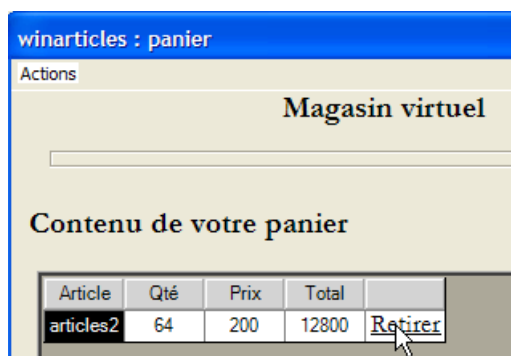 winarticles : panier
Actions
Magasin virtuel
Contenu de votre panier
Article Qté Prix Total
articles2 64 200 12800 Retirer